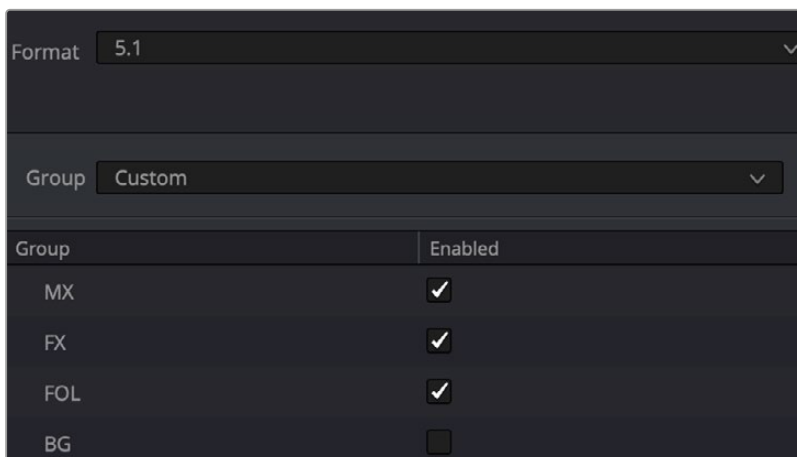 Format 5.1
Group Custom
Group Enabled
MX
FX
FOL
BG